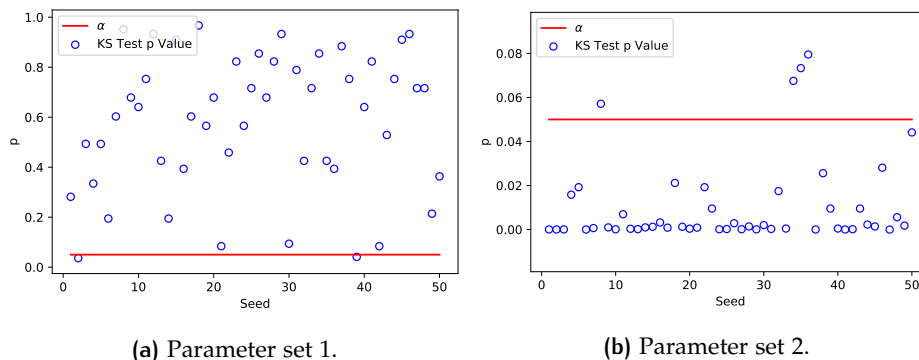 1.0
0.8
0.6
0.4
0.2
0.0
p
α
KS Test p Value
0 10 20 30 40 50
Seed
(a) Parameter set 1.
0.08
0.06
0.04
0.02
0.00
p
α
KS Test p Value
0 10 20 30 40 50
Seed
(b) Parameter set 2.